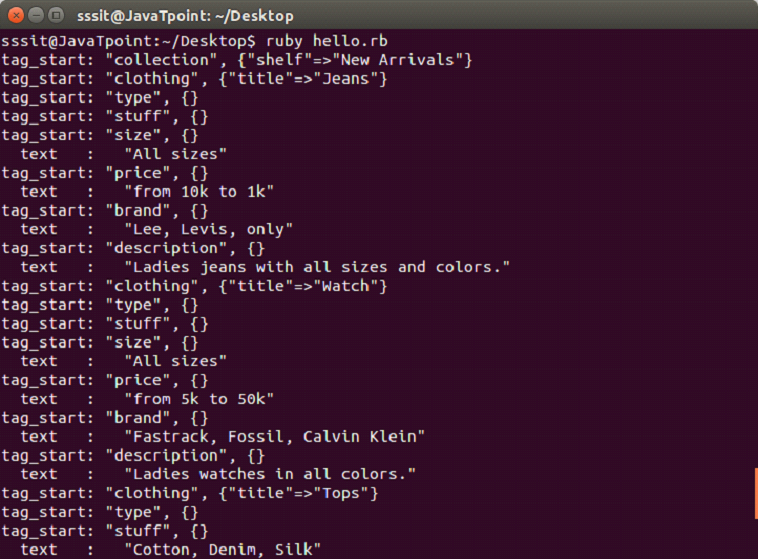 sssit@JavaTpoint: ~/Desktop
sssit@JavaTpoint:~/Desktop$ ruby hello.rb
tag_start: "collection", {"shelf"=>"New Arrivals"}
tag_start: "clothing", {"title"=>"Jeans"}
tag_start: "type", {}
tag_start: "stuff", {}
tag_start: "size", {}
  text   :   "All sizes"
tag_start: "price", {}
  text   :   "from 10k to 1k"
tag_start: "brand", {}
  text   :   "Lee, Levis, only"
tag_start: "description", {}
  text   :   "Ladies jeans with all sizes and colors."
tag_start: "clothing", {"title"=>"Watch"}
tag_start: "type", {}
tag_start: "stuff", {}
tag_start: "size", {}
  text   :   "All sizes"
tag_start: "price", {}
  text   :   "from 5k to 50k"
tag_start: "brand", {}
  text   :   "Fastrack, Fossil, Calvin Klein"
tag_start: "description", {}
  text   :   "Ladies watches in all colors."
tag_start: "clothing", {"title"=>"Tops"}
tag_start: "type", {}
tag_start: "stuff", {}
  text   :   "Cotton, Denim, Silk"